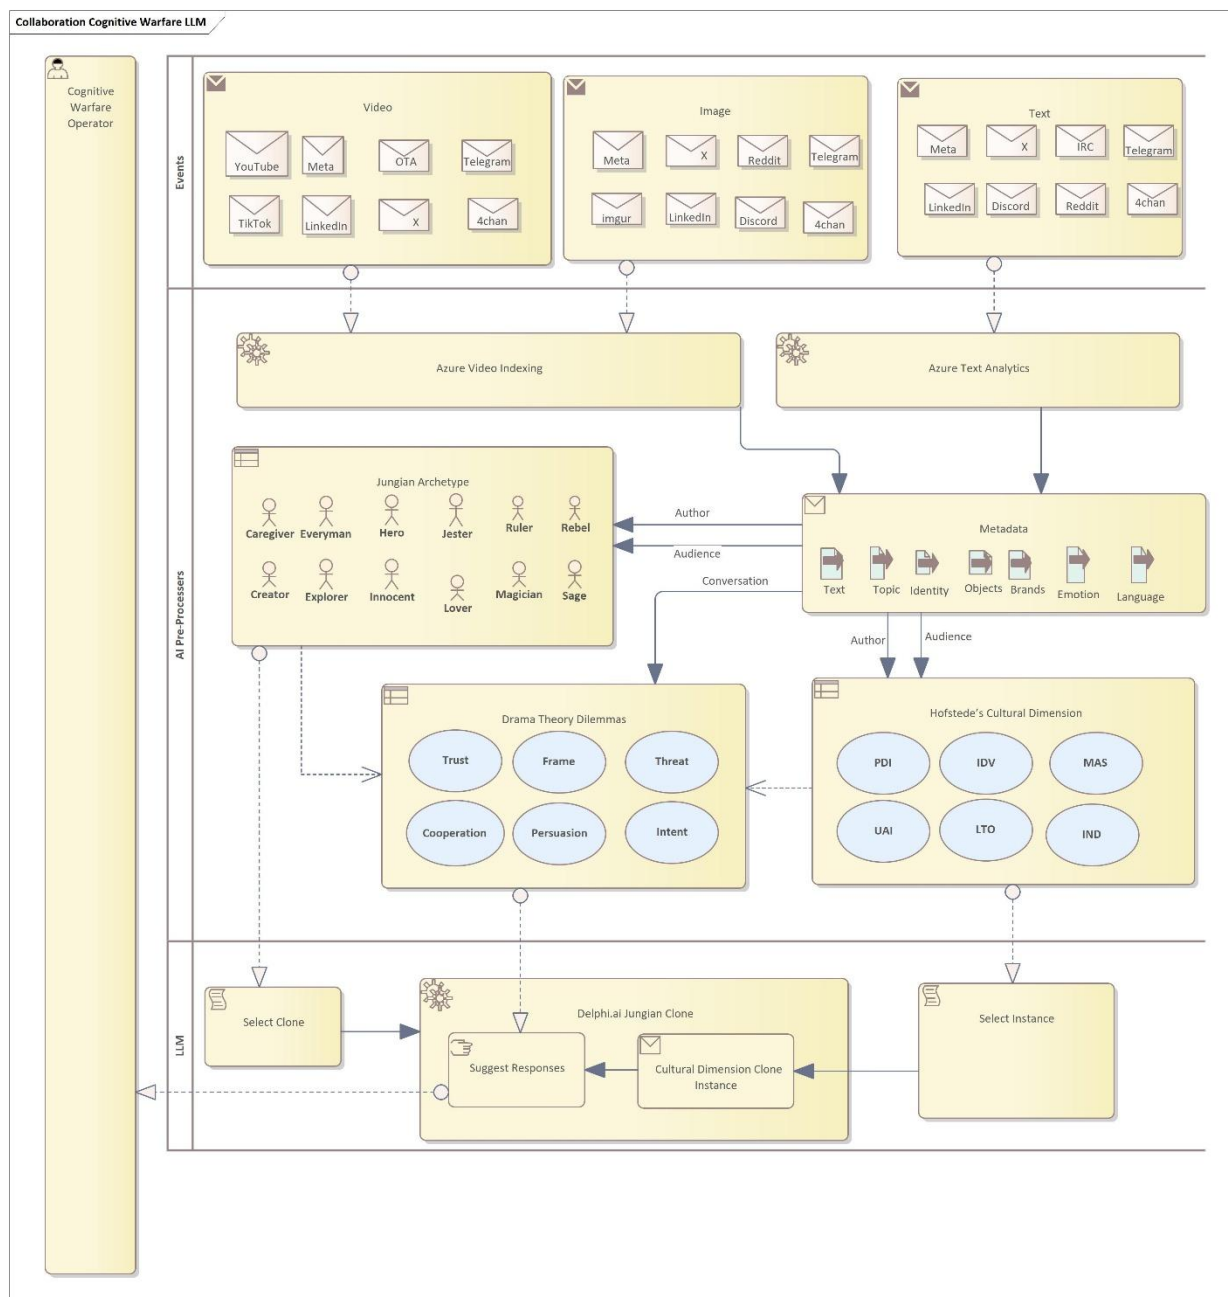 Collaboration Cognitive Warfare LLM
Cognitive
Warfare
Operator
Events
Video
YouTube
Meta
OTA
Telegram
TikTok
LinkedIn
X
4chan
Image
Meta
X
Reddit
Telegram
imgur
LinkedIn
Discord
4chan
Text
Meta
X
IRC
Telegram
LinkedIn
Discord
Reddit
4chan
AI Pre-Processers
Azure Video Indexing
Azure Text Analytics
Jungian Archetype
Caregiver
Everyman
Hero
Jester
Ruler
Rebel
Creator
Explorer
Innocent
Lover
Magician
Sage
Author
Audience
Conversation
Metadata
Text
Topic
Identity
Objects
Brands
Emotion
Language
Author
Audience
Drama Theory Dilemmas
Trust
Frame
Threat
Cooperation
Persuasion
Intent
Hofstede's Cultural Dimension
PDI
IDV
MAS
UAI
LTO
IND
LLM
Select Clone
Delphi.ai Jungian Clone
Suggest Responses
Cultural Dimension Clone
Instance
Select Instance